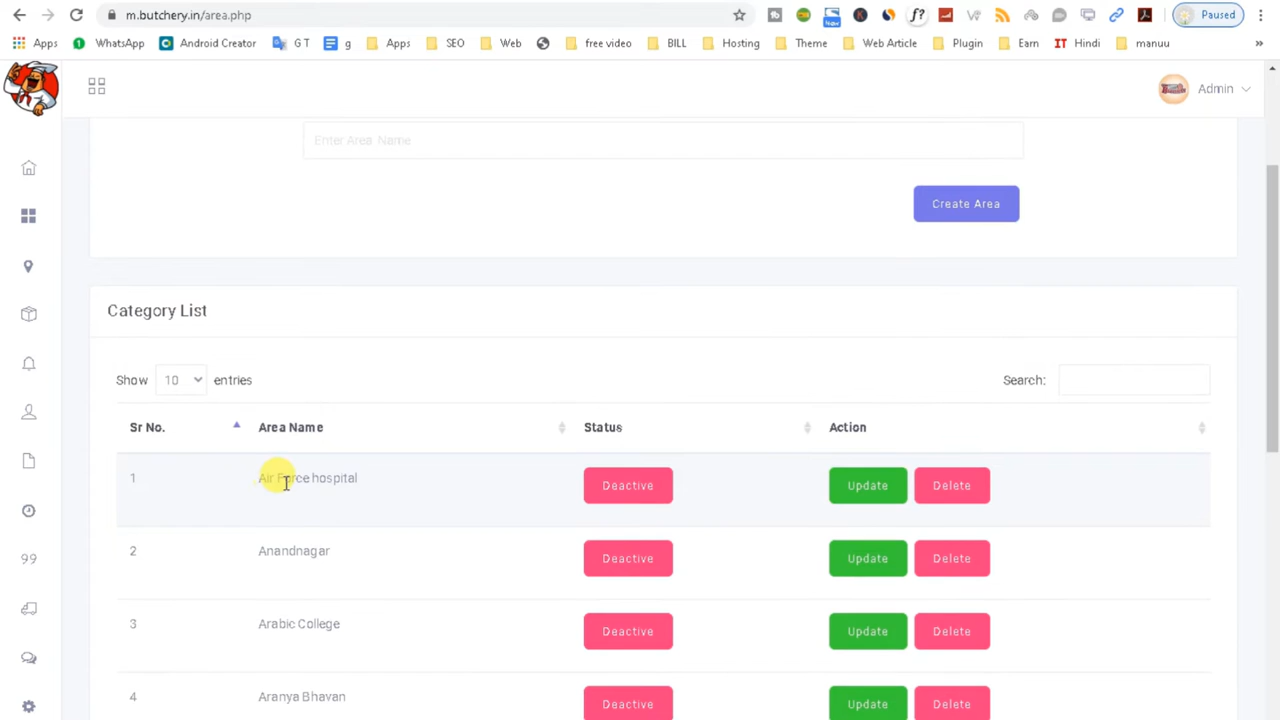 m.butchery.in/area.php
Paused
Apps WhatsApp Android Creator G T g Apps SEO Web free video BILL Hosting Theme Web Article Plugin Earn IT Hindi manuu »
Admin
Enter Area Name
Create Area
Category List
Show 10 entries
Search:
Sr No. Area Name Status Action
1 Air Force hospital Deactive Update Delete
2 Anandnagar Deactive Update Delete
3 Arabic College Deactive Update Delete
4 Aranya Bhavan Deactive Update Delete